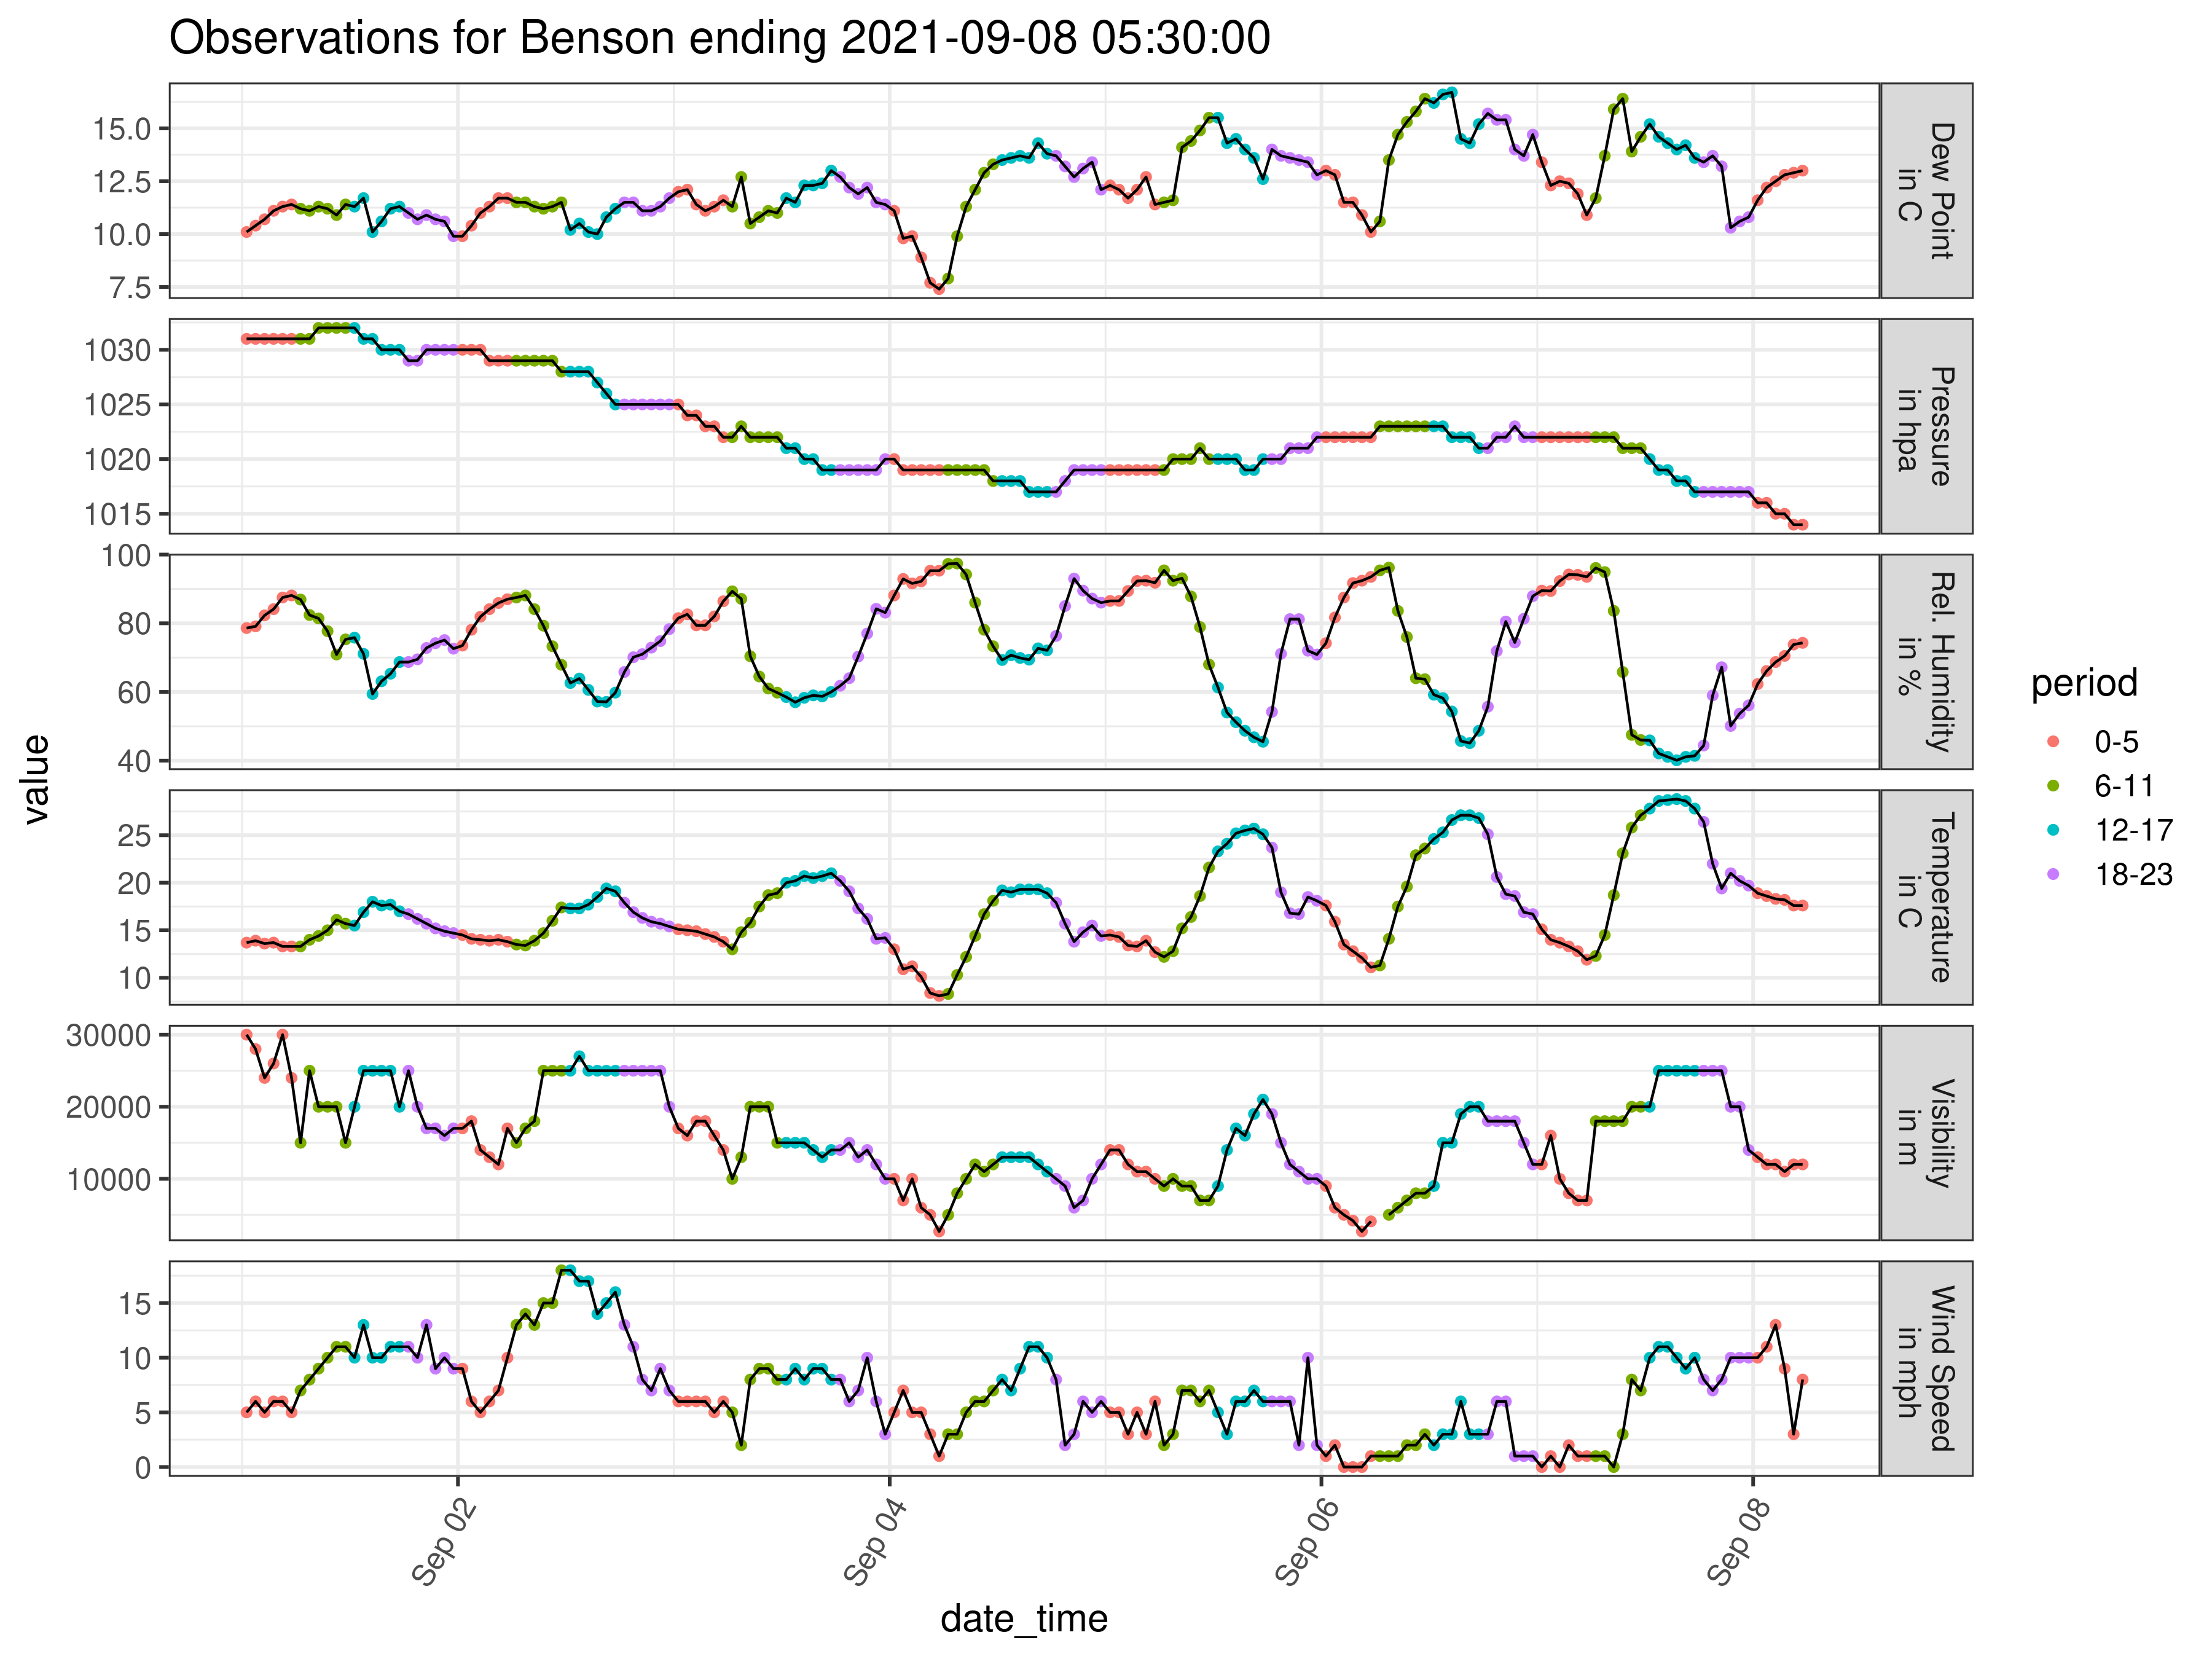 Observations for Benson ending 2021-09-08 05:30:00
value
15.0
12.5
10.0
7.5
Dew Point
in C
1030
1025
1020
1015
Pressure
in hpa
100
80
60
40
Rel. Humidity
in %
25
20
15
10
Temperature
in C
30000
20000
10000
Visibility
in m
15
10
5
0
Wind Speed
in mph
Sep 02
Sep 04
Sep 06
Sep 08
date_time
period
0-5
6-11
12-17
18-23